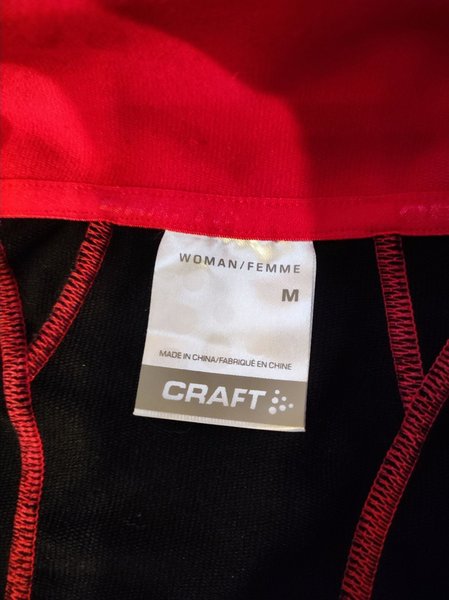 WOMAN/FEMME
M
MADE IN CHINA/FABRIQUÉ EN CHINE
CRAFT